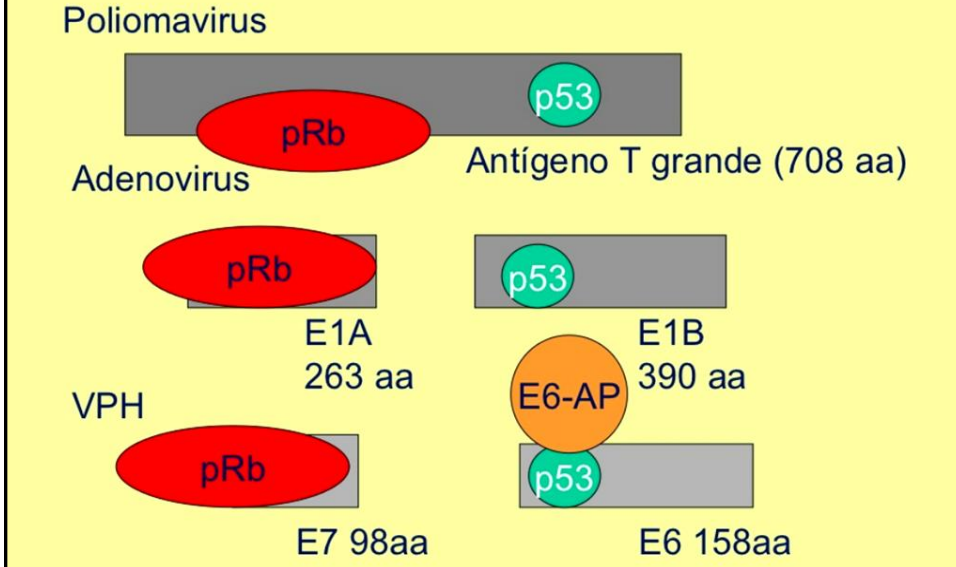 Poliomavirus
p53
pRb
Antígeno T grande (708 aa)
Adenovirus
pRb
p53
E1A
263 aa
E1B
390 aa
E6-AP
VPH
pRb
p53
E7 98aa
E6 158aa